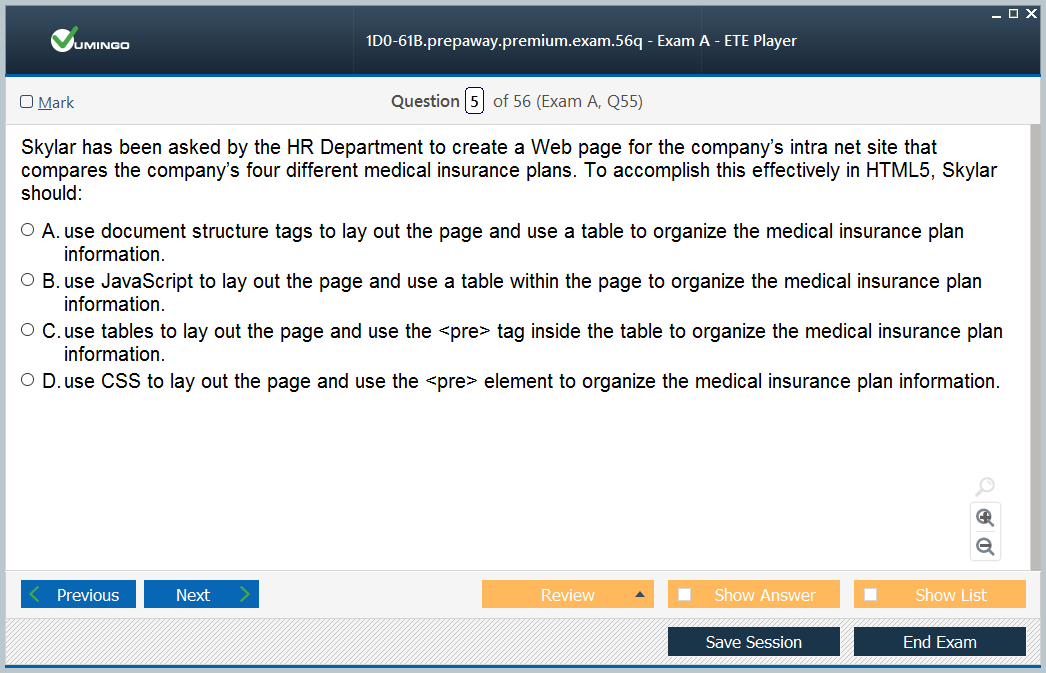 VUMINGO
1D0-61B.prepaway.premium.exam.56q - Exam A - ETE Player
Mark
Question 5 of 56 (Exam A, Q55)
Skylar has been asked by the HR Department to create a Web page for the company’s intra net site that
compares the company’s four different medical insurance plans. To accomplish this effectively in HTML5, Skylar
should:
A. use document structure tags to lay out the page and use a table to organize the medical insurance plan
information.
B. use JavaScript to lay out the page and use a table within the page to organize the medical insurance plan
information.
C. use tables to lay out the page and use the <pre> tag inside the table to organize the medical insurance plan
information.
D. use CSS to lay out the page and use the <pre> element to organize the medical insurance plan information.
Previous
Next
Review
Show Answer
Show List
Save Session
End Exam